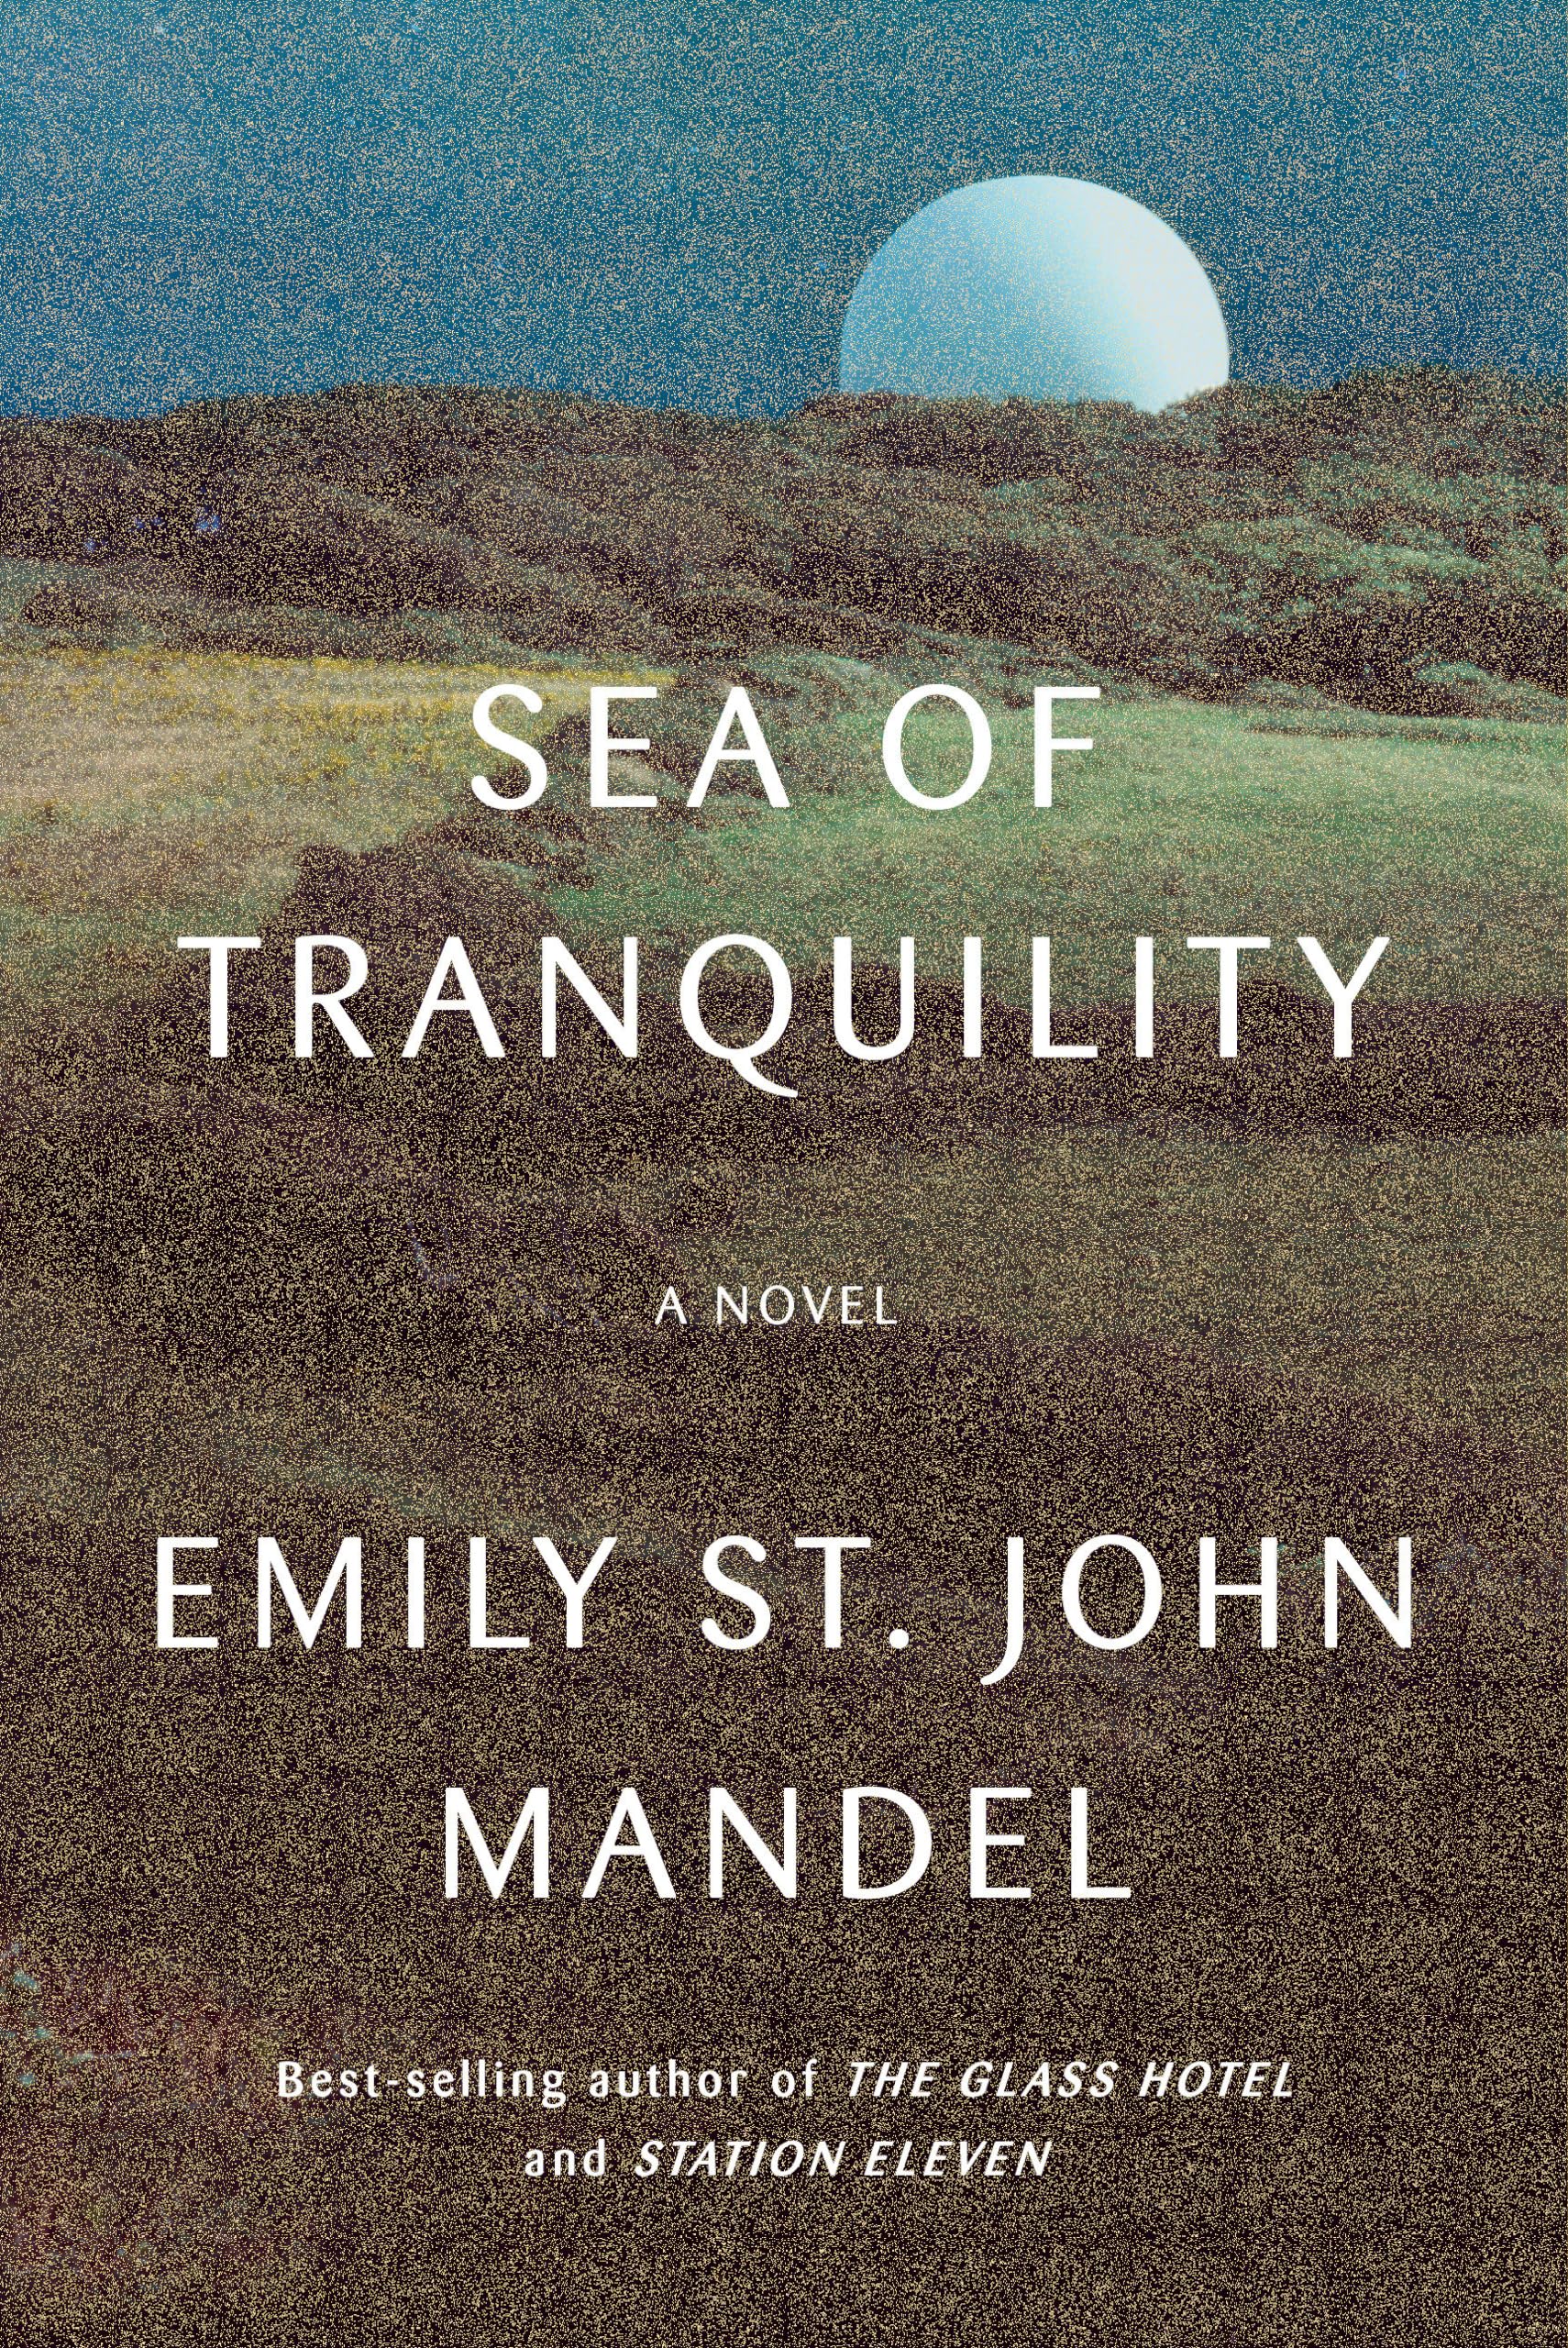 SEA OF
TRANQUILITY
A NOVEL
EMILY ST. JOHN
MANDEL
Best-selling author of THE GLASS HOTEL
and STATION ELEVEN